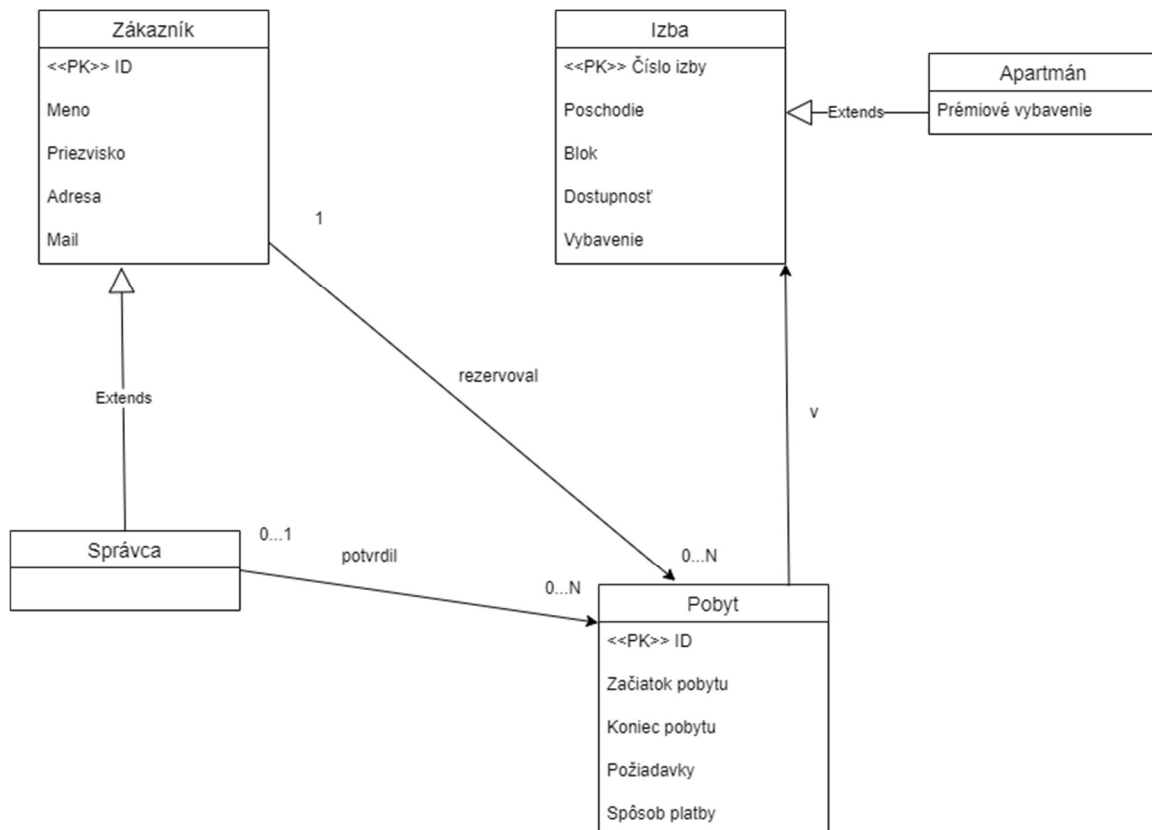 Zákazník
<<PK>> ID
Meno
Priezvisko
Adresa
Mail
Izba
<<PK>> Číslo izby
Poschodie
Blok
Dostupnosť
Vybavenie
Apartmán
Prémiové vybavenie
Extends
1
rezervoval
0...N
v
Extends
Správca
0...1
potvrdil
0...N
Pobyt
<<PK>> ID
Začiatok pobytu
Koniec pobytu
Požiadavky
Spôsob platby